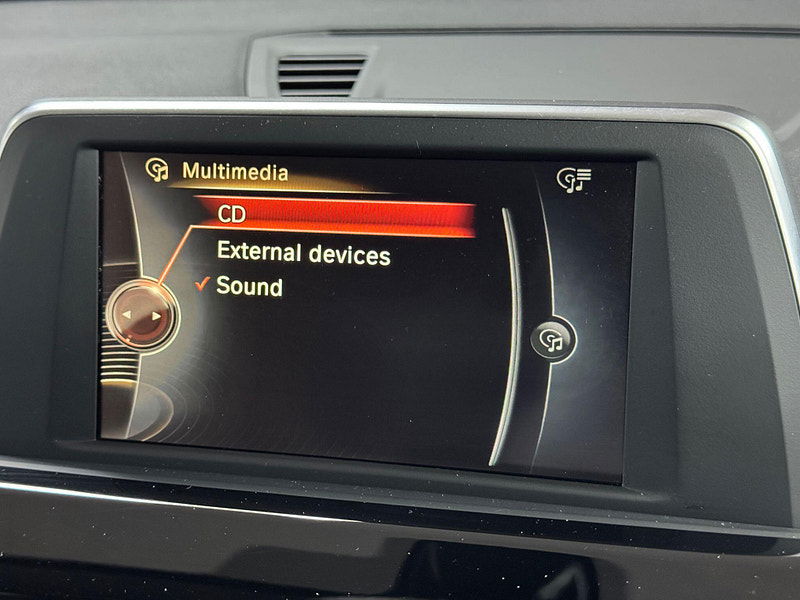 Multimedia
CD
External devices
Sound